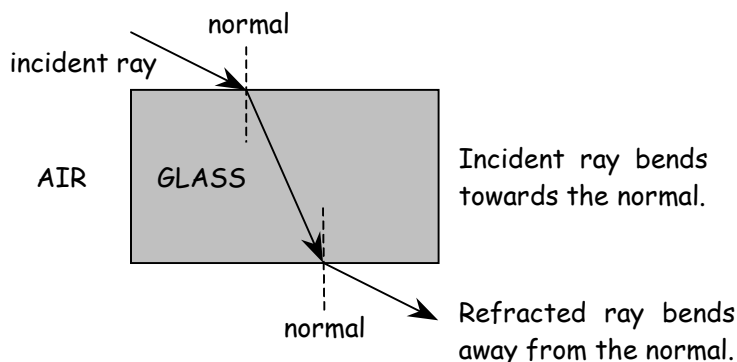 normal
incident ray
AIR
GLASS
Incident ray bends
towards the normal.
normal
Refracted ray bends
away from the normal.